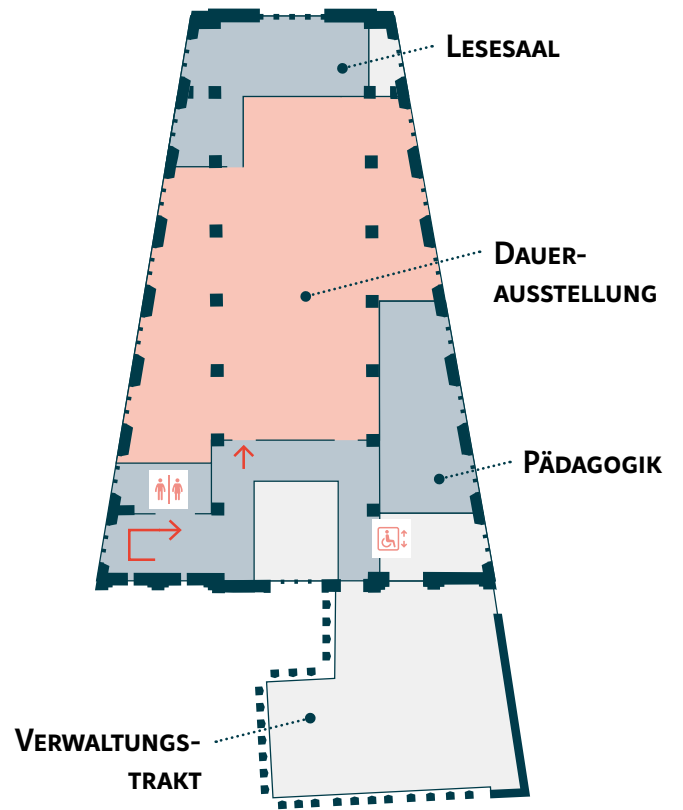 Lesesaal
Dauer-
ausstellung
Pädagogik
Verwaltungs-
trakt